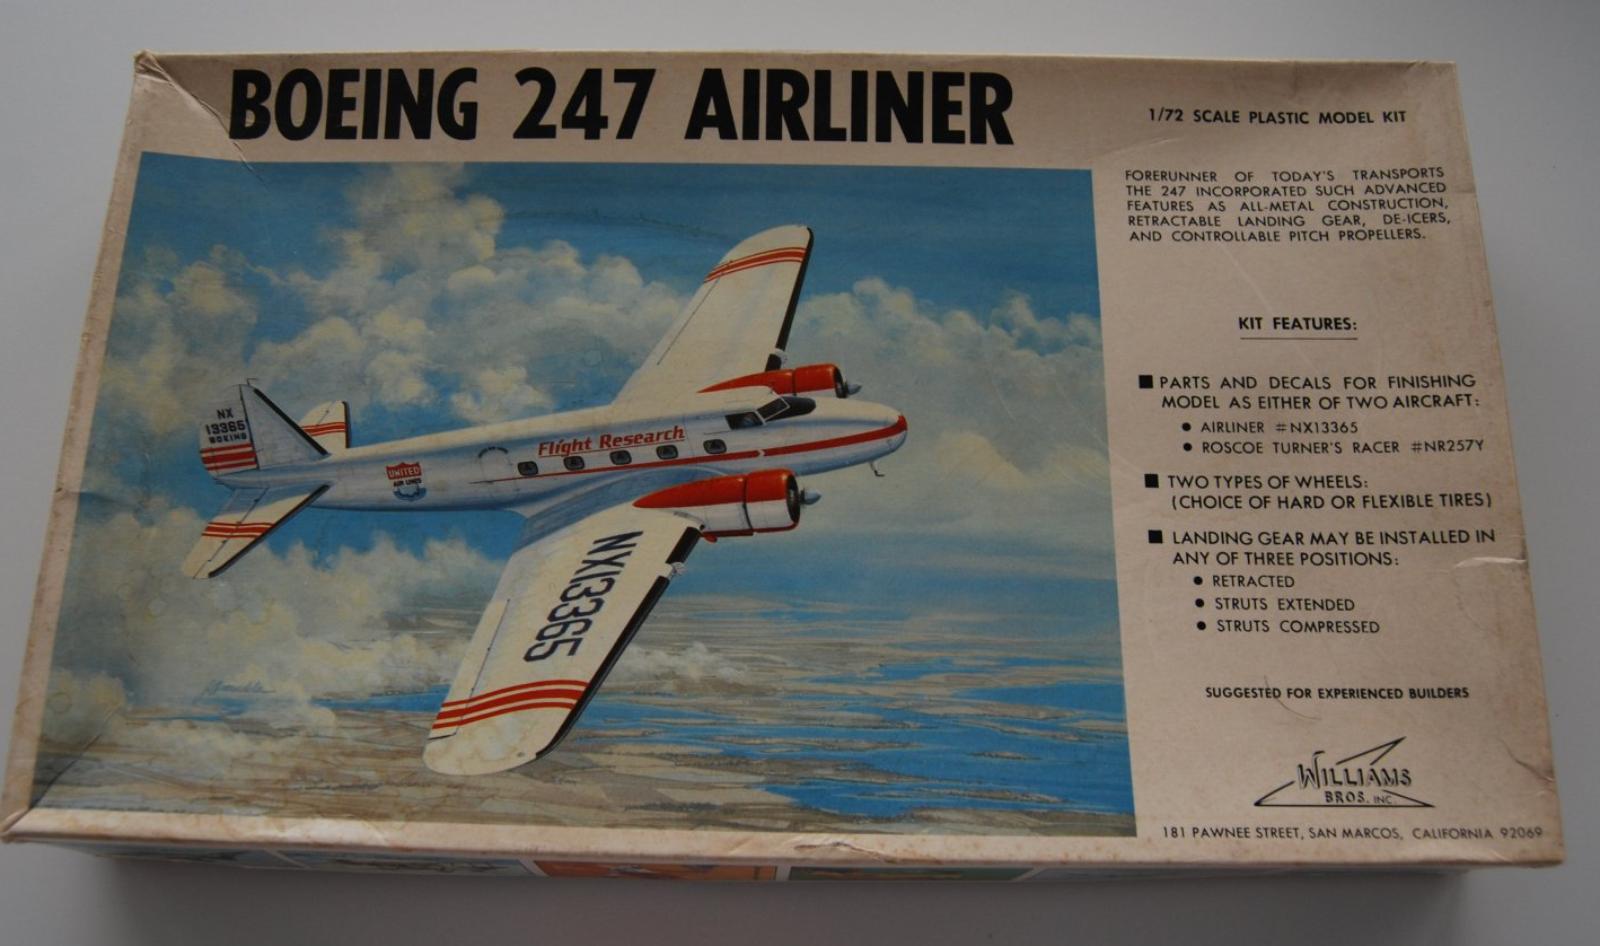 BOEING 247 AIRLINER
1/72 SCALE PLASTIC MODEL KIT
FORERUNNER OF TODAY'S TRANSPORTS
THE 247 INCORPORATED SUCH ADVANCED
FEATURES AS ALL-METAL CONSTRUCTION,
RETRACTABLE LANDING GEAR, DE-ICERS,
AND CONTROLLABLE PITCH PROPELLERS.
KIT FEATURES:
■ PARTS AND DECALS FOR FINISHING
MODEL AS EITHER OF TWO AIRCRAFT:
● AIRLINER #NX13365
● ROSCOE TURNER'S RACER #NR257Y
■ TWO TYPES OF WHEELS:
(CHOICE OF HARD OR FLEXIBLE TIRES)
■ LANDING GEAR MAY BE INSTALLED IN
ANY OF THREE POSITIONS:
● RETRACTED
● STRUTS EXTENDED
● STRUTS COMPRESSED
SUGGESTED FOR EXPERIENCED BUILDERS
WILLIAMS
BROS. INC.
181 PAWNEE STREET, SAN MARCOS, CALIFORNIA 92069
NX
13365
BOEING
Flight Research
UNITED
AIR LINES
NX13365